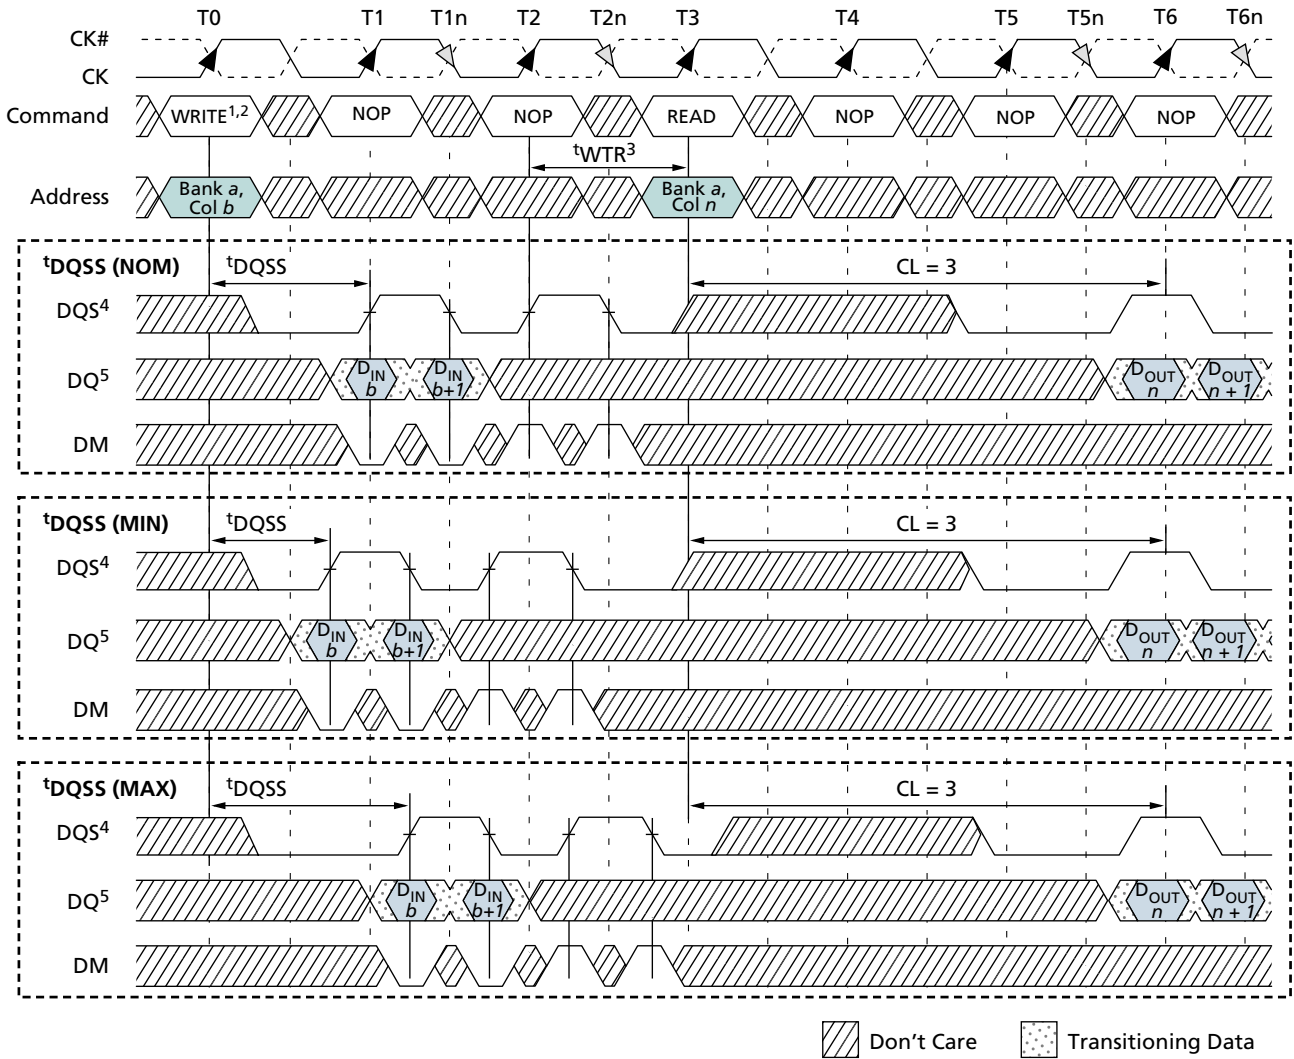 T0 T1 T1n T2 T2n T3 T4 T5 T5n T6 T6n
CK#
CK
Command WRITE1,2 NOP NOP READ NOP NOP NOP
tWTR3
Address Bank a, Col b Bank a, Col n
tDQSS (NOM) tDQSS CL = 3
DQS4
DQ5 DIN b DIN b+1 DOUT n DOUT n + 1
DM
tDQSS (MIN) tDQSS CL = 3
DQS4
DQ5 DIN b DIN b+1 DOUT n DOUT n + 1
DM
tDQSS (MAX) tDQSS CL = 3
DQS4
DQ5 DIN b DIN b+1 DOUT n DOUT n + 1
DM
Don't Care Transitioning Data